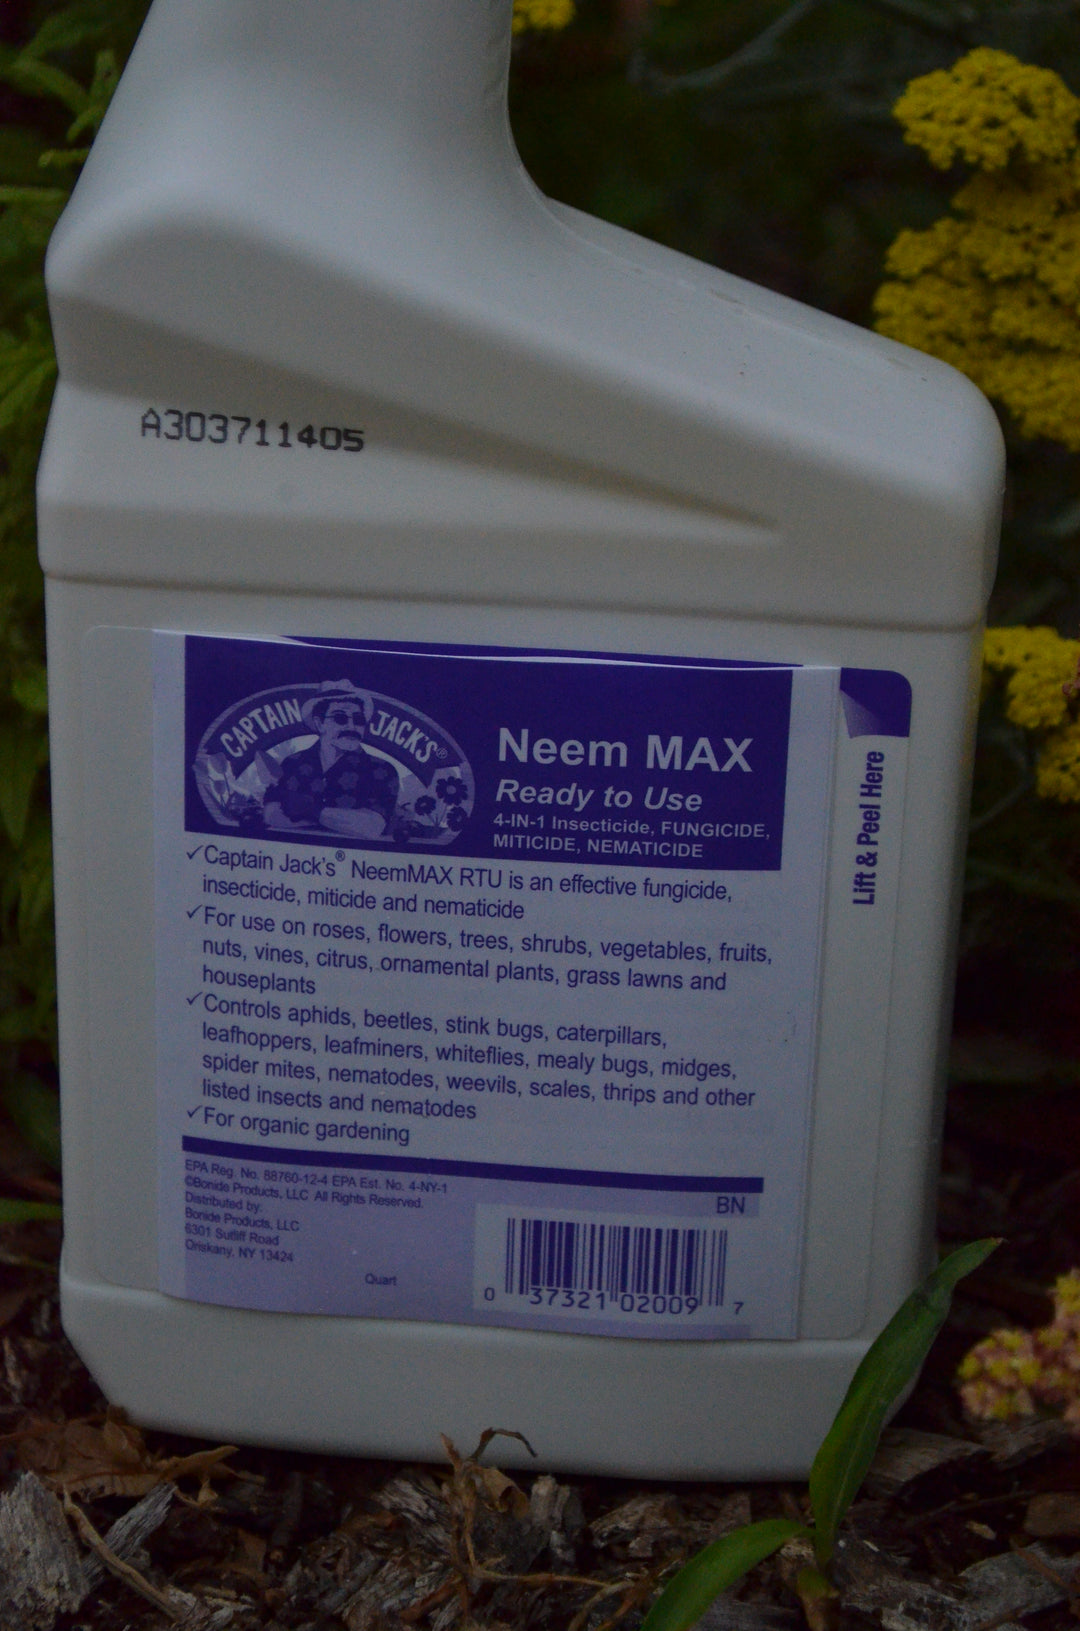 A303711405
CAPTAIN JACK'S®
Neem MAX
Ready to Use
4-IN-1 Insecticide, FUNGICIDE,
MITICIDE, NEMATICIDE
Lift & Peel Here
✓Captain Jack's® NeemMAX RTU is an effective fungicide,
insecticide, miticide and nematicide
✓For use on roses, flowers, trees, shrubs, vegetables, fruits,
nuts, vines, citrus, ornamental plants, grass lawns and
houseplants
✓Controls aphids, beetles, stink bugs, caterpillars,
leafhoppers, leafminers, whiteflies, mealy bugs, midges,
spider mites, nematodes, weevils, scales, thrips and other
listed insects and nematodes
✓For organic gardening
EPA Reg. No. 88760-12-4 EPA Est. No. 4-NY-1
©Bonide Products, LLC All Rights Reserved.
Distributed by:
Bonide Products, LLC
6301 Sutliff Road
Oriskany, NY 13424
Quart
BN
0 37321 02009 7